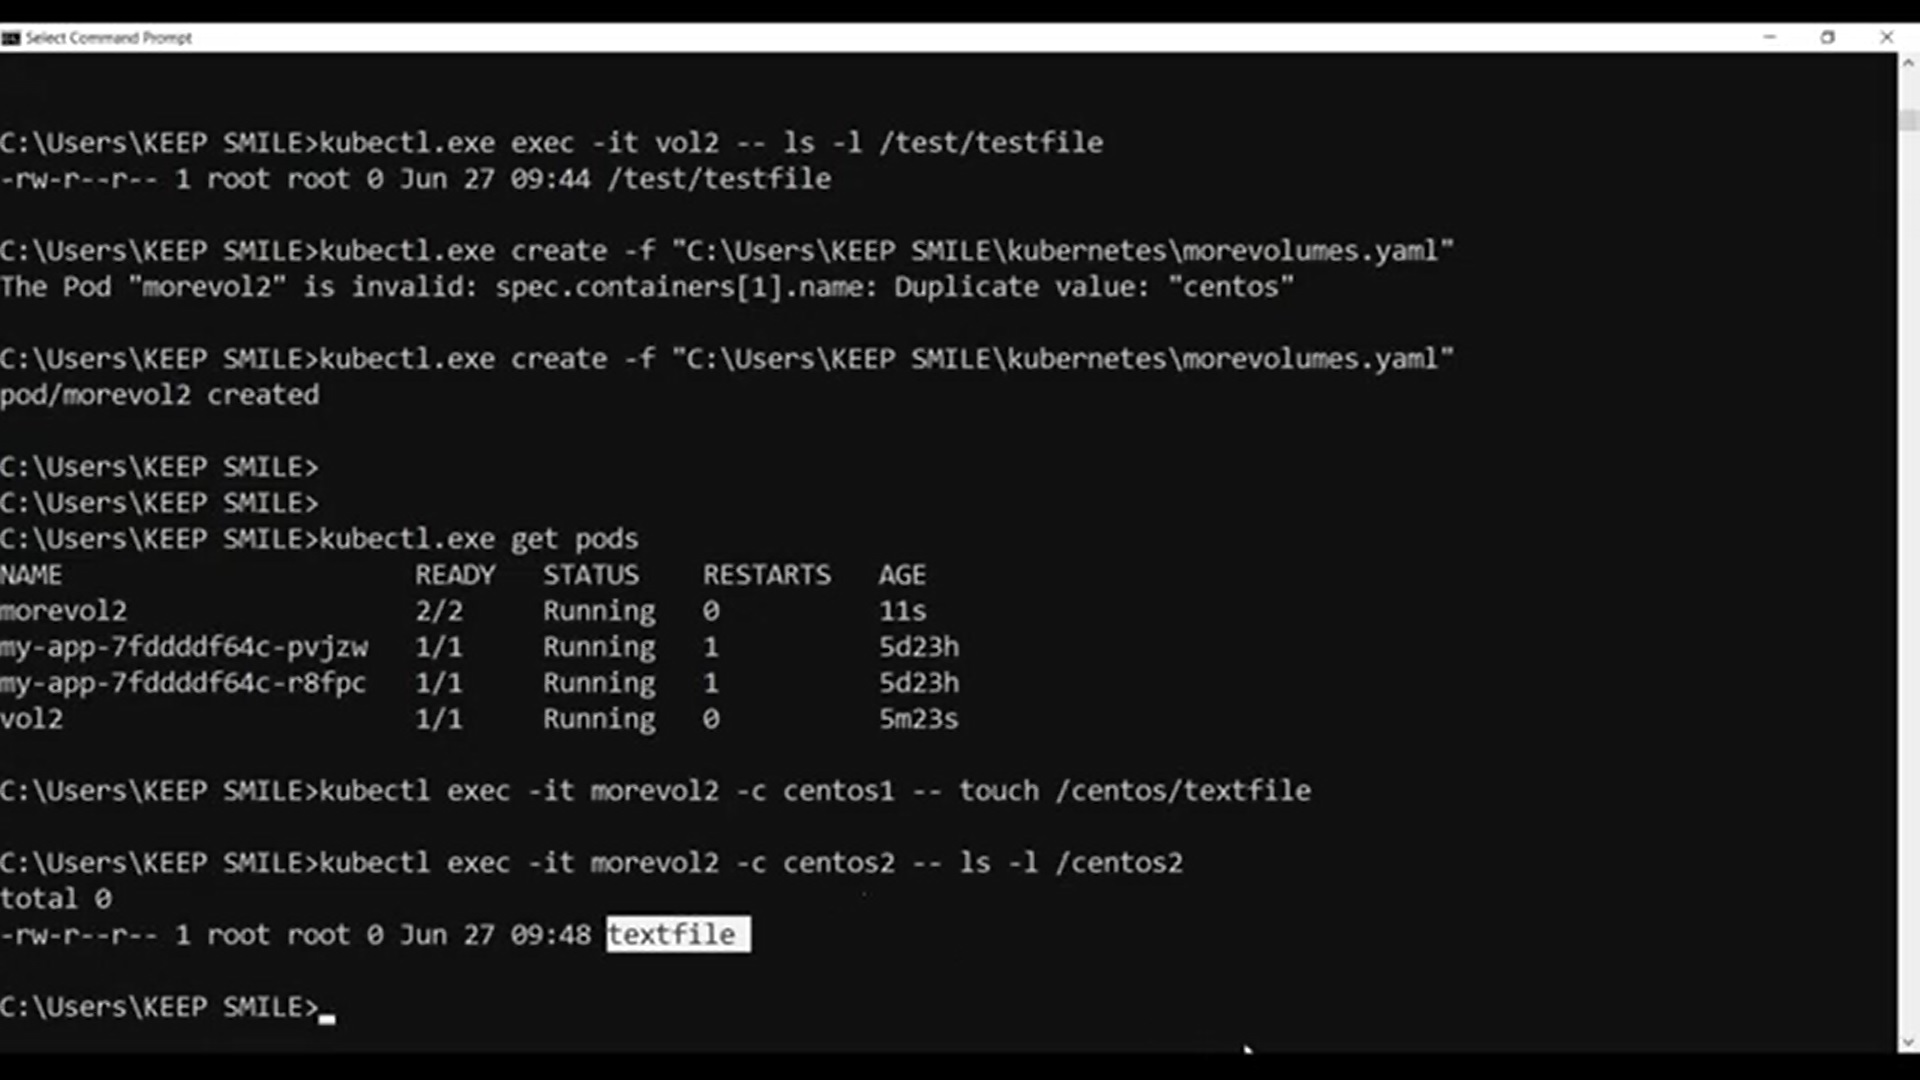 Select Command Prompt
C:\Users\KEEP SMILE>kubectl.exe exec -it vol2 -- ls -l /test/testfile
-rw-r--r-- 1 root root 0 Jun 27 09:44 /test/testfile
C:\Users\KEEP SMILE>kubectl.exe create -f "C:\Users\KEEP SMILE\kubernetes\morevolumes.yaml"
The Pod "morevol2" is invalid: spec.containers[1].name: Duplicate value: "centos"
C:\Users\KEEP SMILE>kubectl.exe create -f "C:\Users\KEEP SMILE\kubernetes\morevolumes.yaml"
pod/morevol2 created
C:\Users\KEEP SMILE>
C:\Users\KEEP SMILE>
C:\Users\KEEP SMILE>kubectl.exe get pods
NAME READY STATUS RESTARTS AGE
morevol2 2/2 Running 0 11s
my-app-7fddddf64c-pvjzw 1/1 Running 1 5d23h
my-app-7fddddf64c-r8fpc 1/1 Running 1 5d23h
vol2 1/1 Running 0 5m23s
C:\Users\KEEP SMILE>kubectl exec -it morevol2 -c centos1 -- touch /centos/textfile
C:\Users\KEEP SMILE>kubectl exec -it morevol2 -c centos2 -- ls -l /centos2
total 0
-rw-r--r-- 1 root root 0 Jun 27 09:48 textfile
C:\Users\KEEP SMILE>